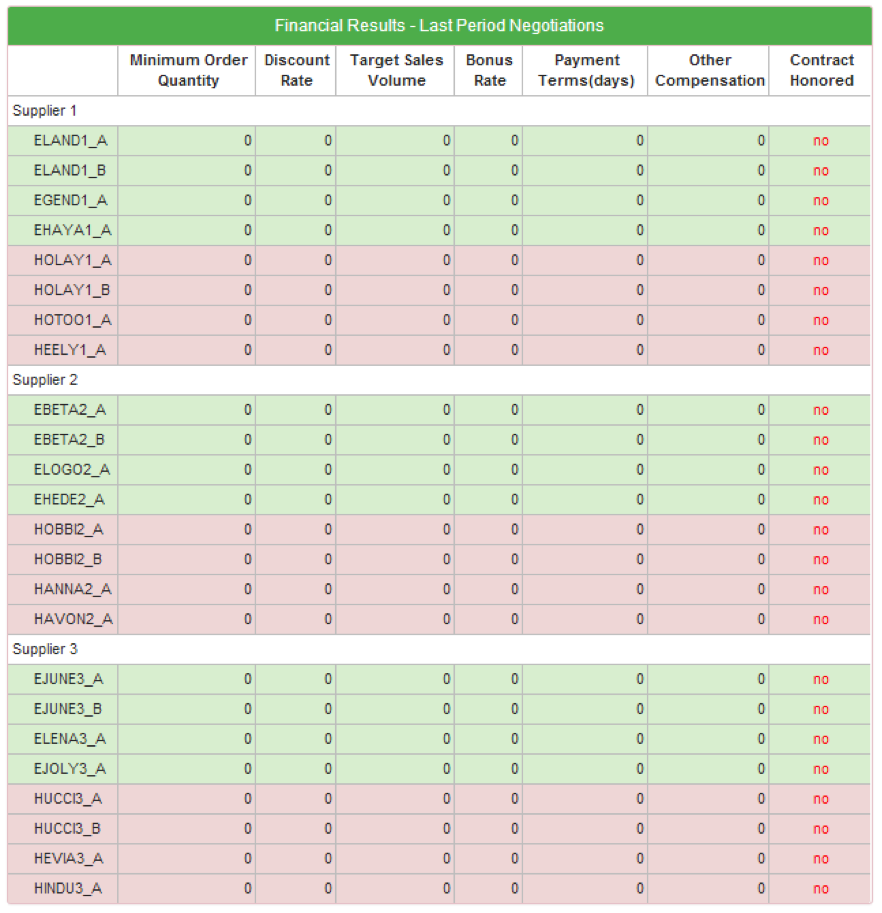 Financial Results - Last Period Negotiations
Minimum Order Quantity Discount Rate Target Sales Volume Bonus Rate Payment Terms(days) Other Compensation Contract Honored
Supplier 1
ELAND1_A 0 0 0 0 0 0 no
ELAND1_B 0 0 0 0 0 0 no
EGEND1_A 0 0 0 0 0 0 no
EHAYA1_A 0 0 0 0 0 0 no
HOLAY1_A 0 0 0 0 0 0 no
HOLAY1_B 0 0 0 0 0 0 no
HOTOO1_A 0 0 0 0 0 0 no
HEELY1_A 0 0 0 0 0 0 no
Supplier 2
EBETA2_A 0 0 0 0 0 0 no
EBETA2_B 0 0 0 0 0 0 no
ELOGO2_A 0 0 0 0 0 0 no
EHEDE2_A 0 0 0 0 0 0 no
HOBBI2_A 0 0 0 0 0 0 no
HOBBI2_B 0 0 0 0 0 0 no
HANNA2_A 0 0 0 0 0 0 no
HAVON2_A 0 0 0 0 0 0 no
Supplier 3
EJUNE3_A 0 0 0 0 0 0 no
EJUNE3_B 0 0 0 0 0 0 no
ELENA3_A 0 0 0 0 0 0 no
EJOLY3_A 0 0 0 0 0 0 no
HUCCI3_A 0 0 0 0 0 0 no
HUCCI3_B 0 0 0 0 0 0 no
HEVIA3_A 0 0 0 0 0 0 no
HINDU3_A 0 0 0 0 0 0 no